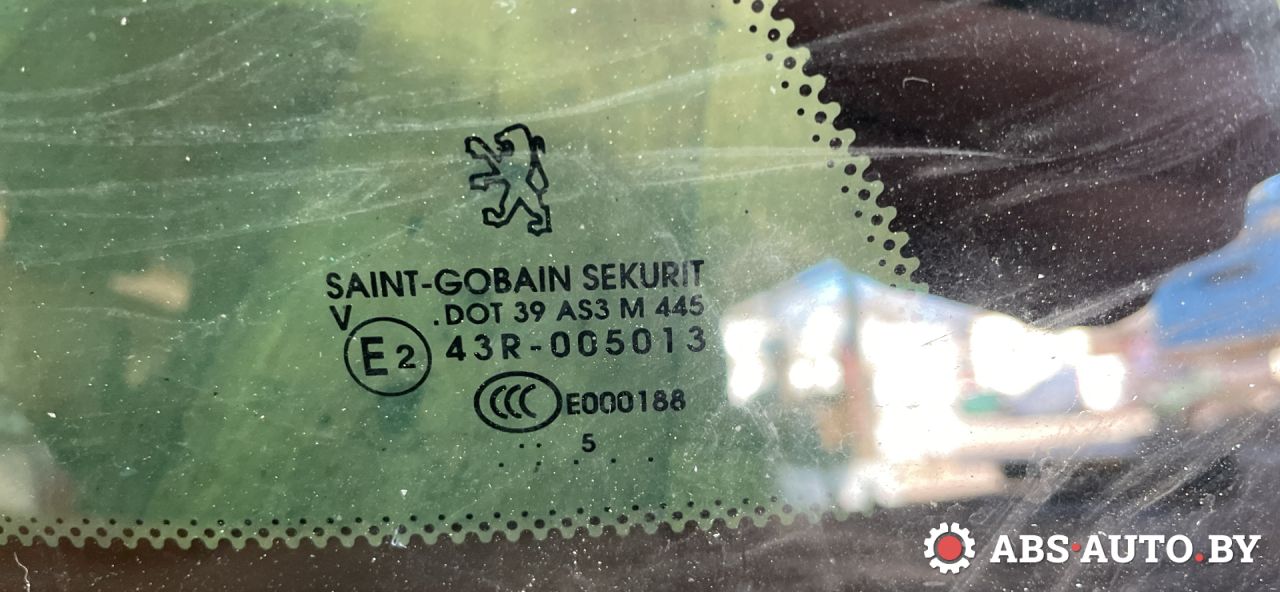 SAINT-GOBAIN SEKURIT
V .DOT 39 AS3 M 445
E2 43R-005013
CCC E000188
.. 5
. . . . .
ABS·AUTO.BY